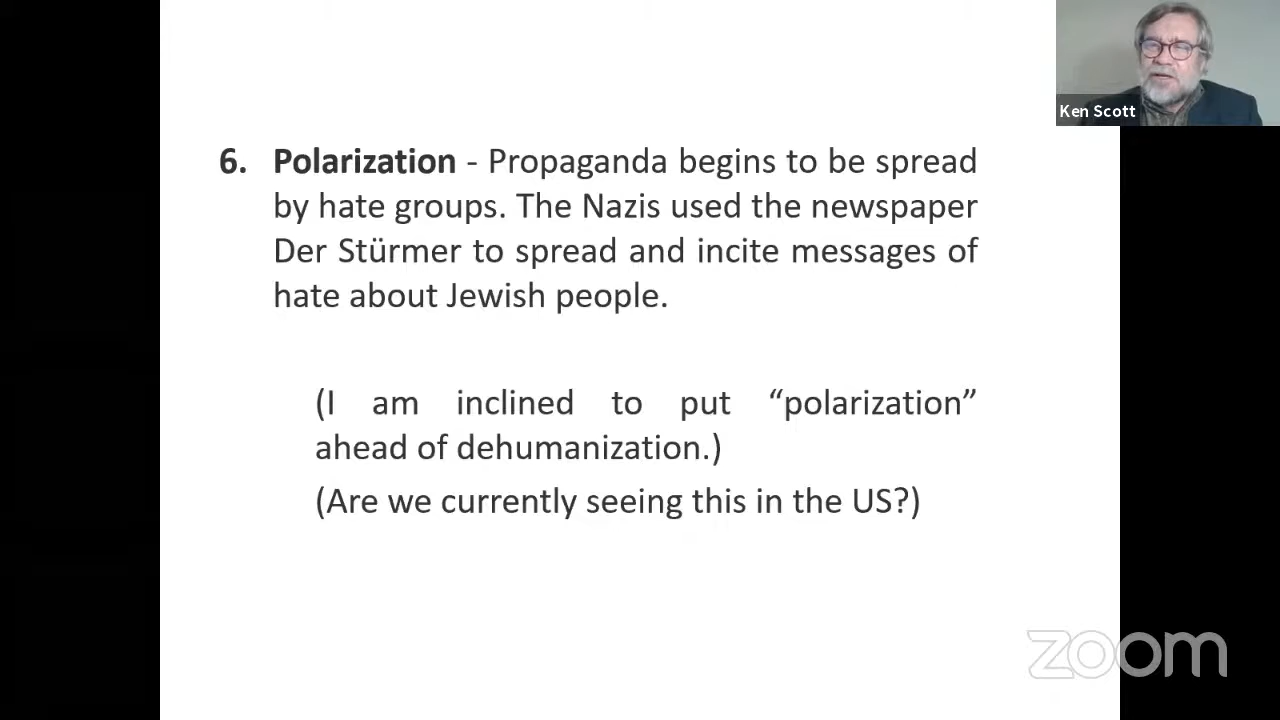 Ken Scott
6. Polarization - Propaganda begins to be spread
by hate groups. The Nazis used the newspaper
Der Stürmer to spread and incite messages of
hate about Jewish people.
(I am inclined to put “polarization”
ahead of dehumanization.)
(Are we currently seeing this in the US?)
zoom